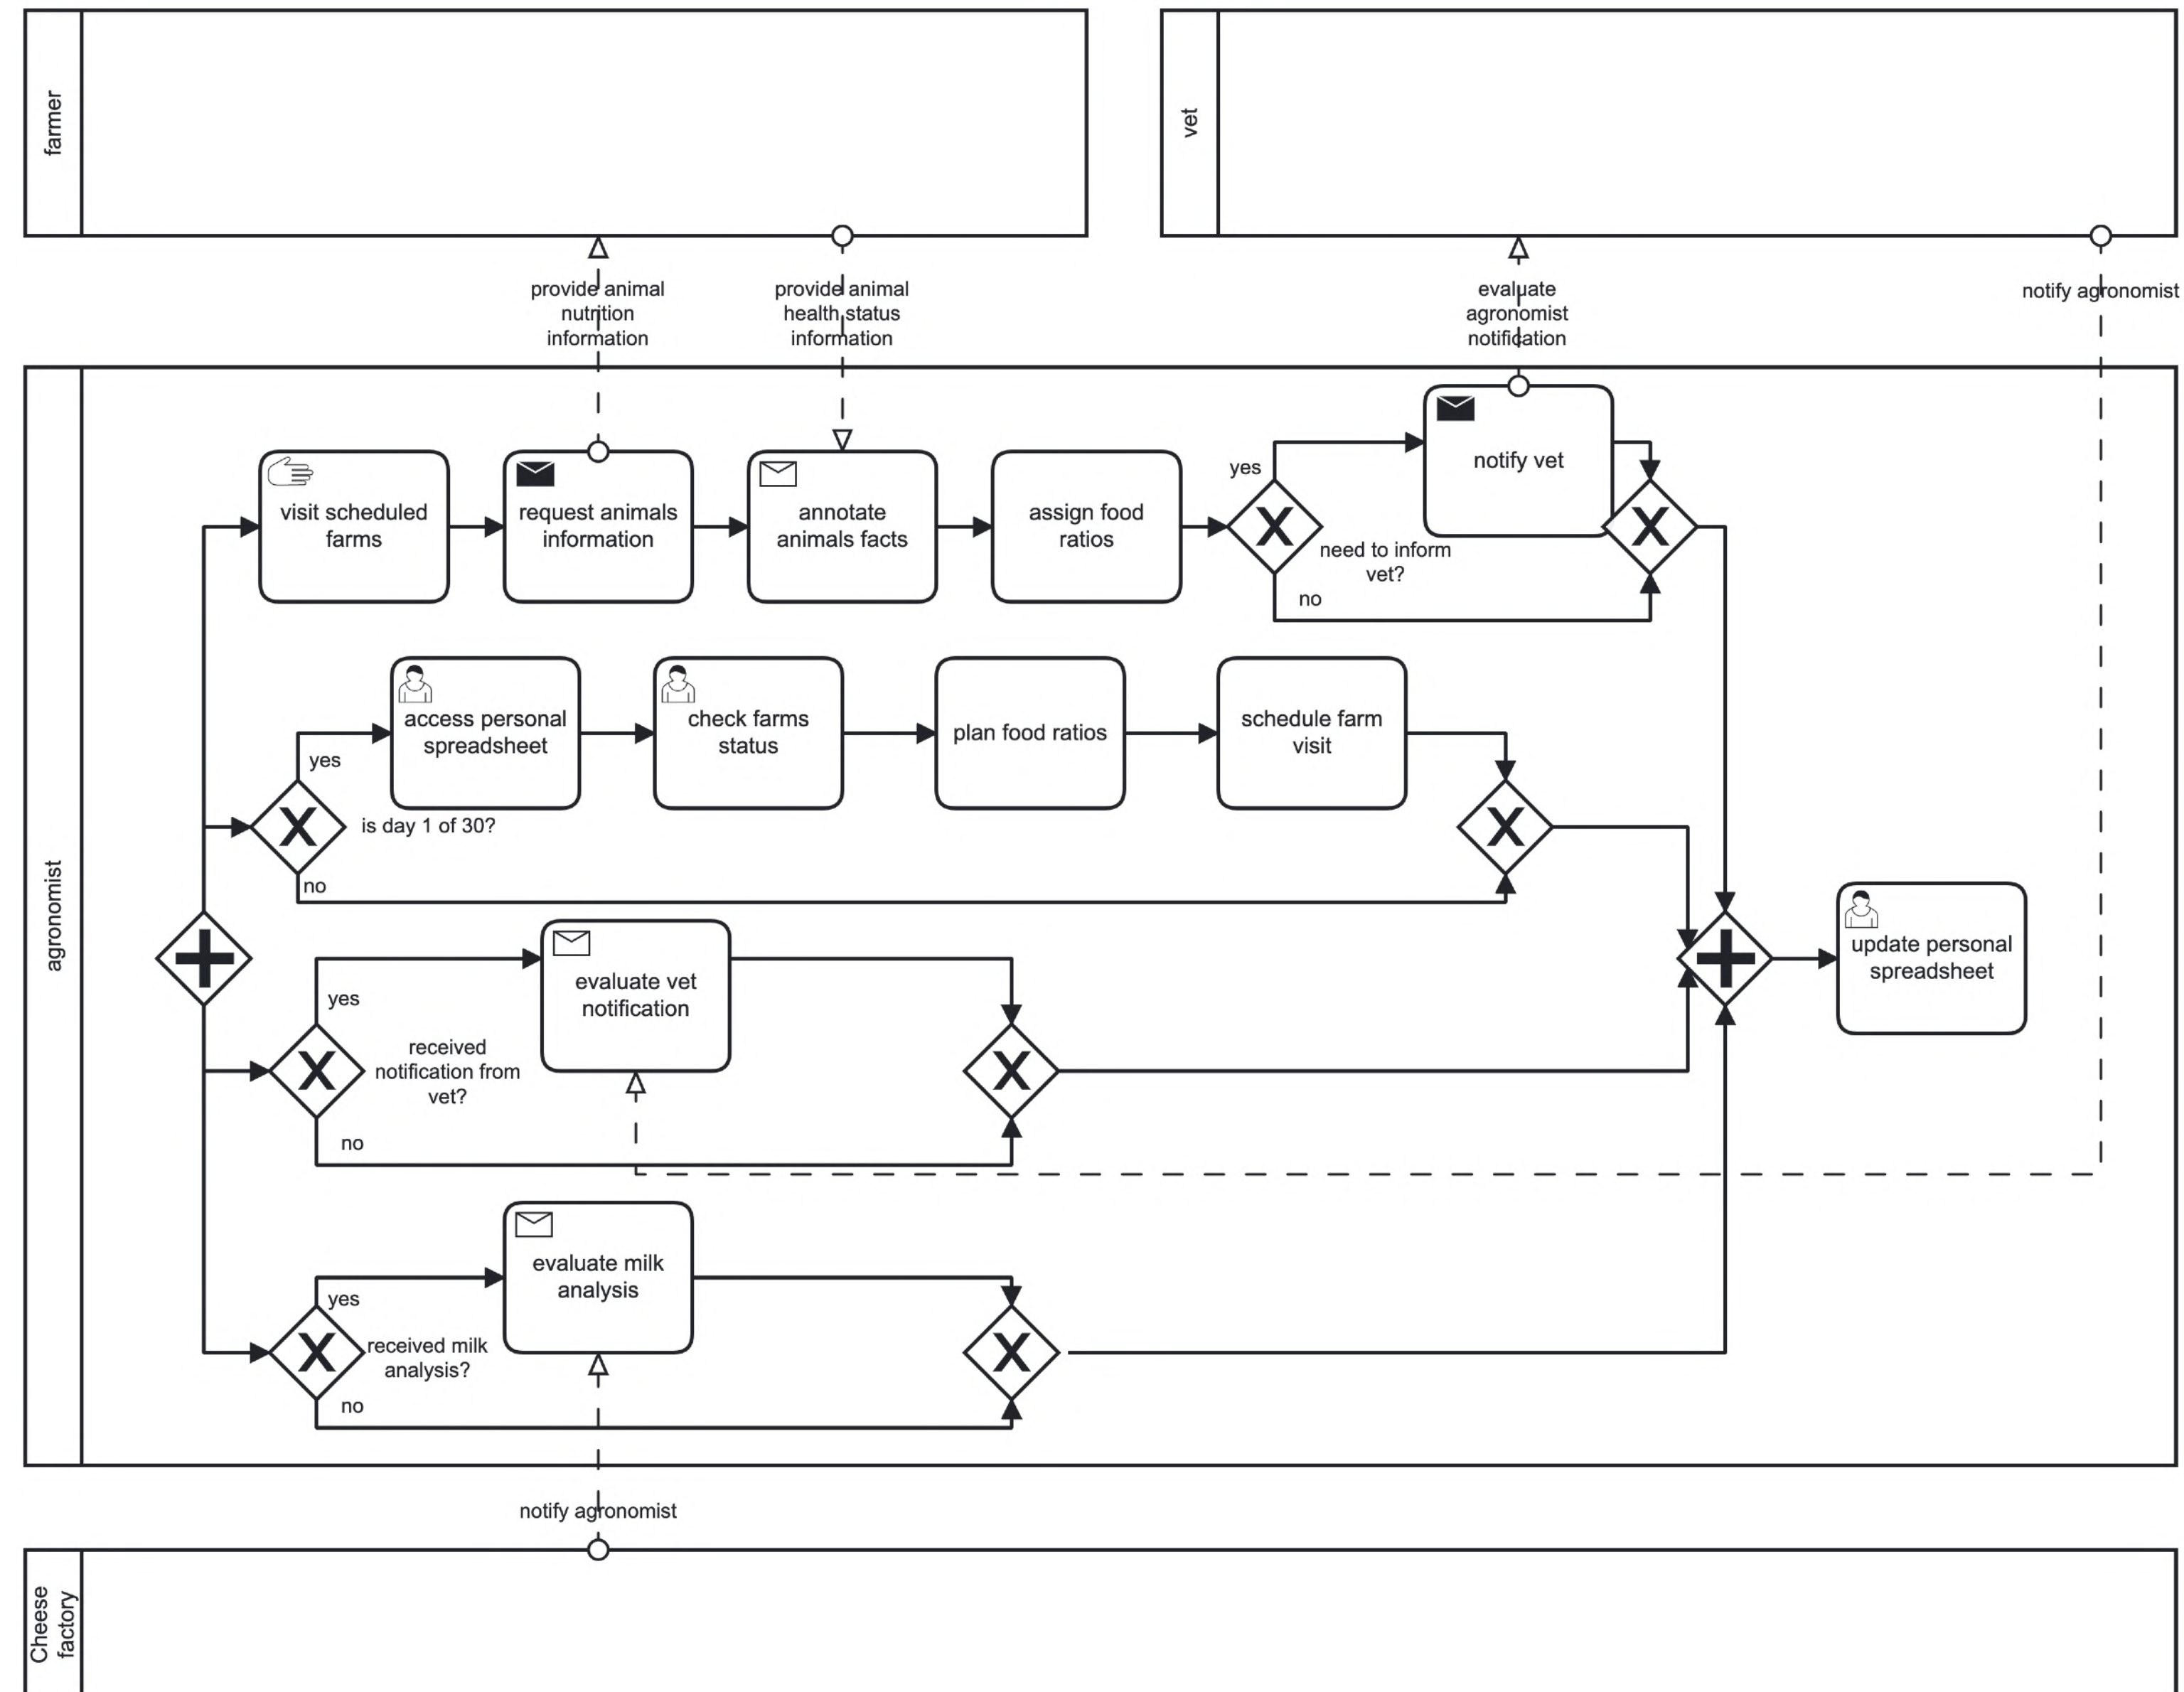 farmer
vet
provide animal
nutrition
information
provide animal
health status
information
evaluate
agronomist
notification
notify agronomist
agronomist
visit scheduled
farms
request animals
information
annotate
animals facts
assign food
ratios
yes
need to inform
vet?
no
notify vet
access personal
spreadsheet
check farms
status
plan food ratios
schedule farm
visit
yes
is day 1 of 30?
no
evaluate vet
notification
yes
received
notification from
vet?
no
update personal
spreadsheet
evaluate milk
analysis
yes
received milk
analysis?
no
notify agronomist
Cheese
factory